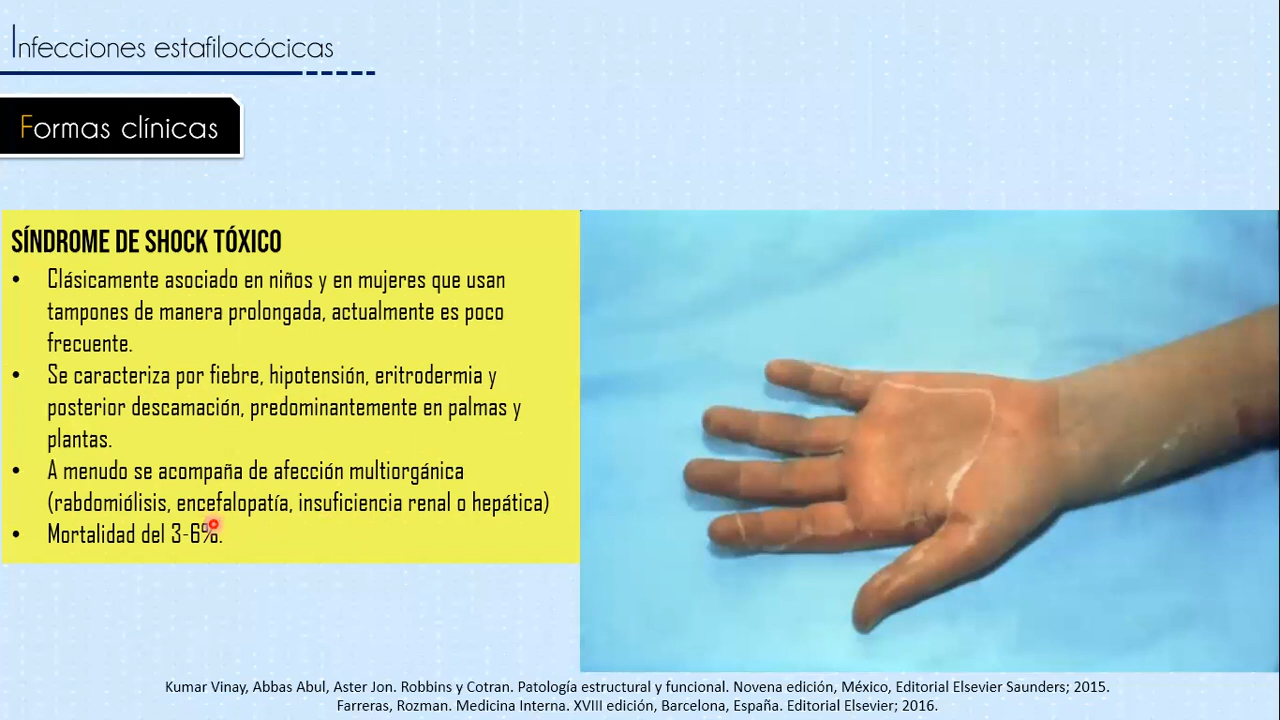 Infecciones estafilocócicas
Formas clínicas
SÍNDROME DE SHOCK TÓXICO
• Clásicamente asociado en niños y en mujeres que usan
tampones de manera prolongada, actualmente es poco
frecuente.
• Se caracteriza por fiebre, hipotensión, eritrodermia y
posterior descamación, predominantemente en palmas y
plantas.
• A menudo se acompaña de afección multiorgánica
(rabdomiólisis, encefalopatía, insuficiencia renal o hepática)
• Mortalidad del 3-6%.
Kumar Vinay, Abbas Abul, Aster Jon. Robbins y Cotran. Patología estructural y funcional. Novena edición, México, Editorial Elsevier Saunders; 2015.
Farreras, Rozman. Medicina Interna. XVIII edición, Barcelona, España. Editorial Elsevier; 2016.